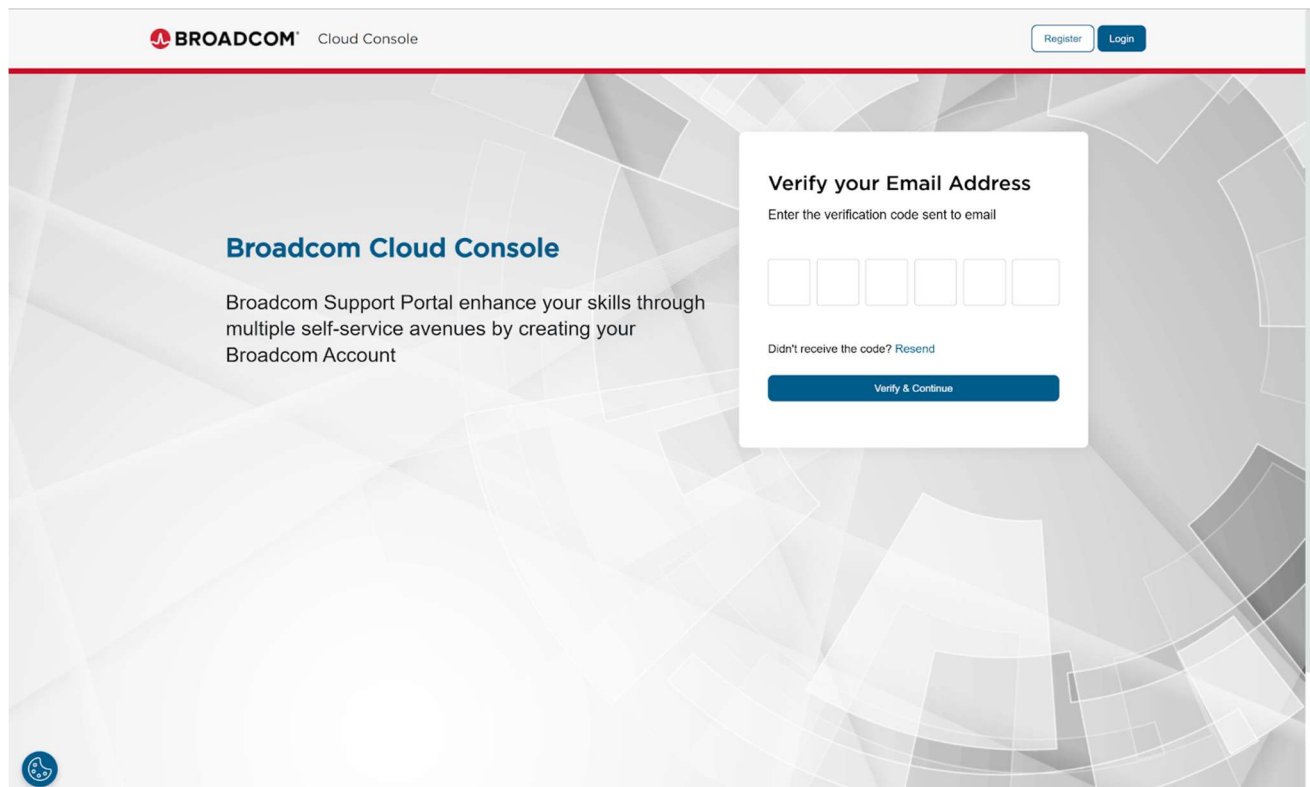 BROADCOM® Cloud Console
Register
Login
Broadcom Cloud Console
Broadcom Support Portal enhance your skills through
multiple self-service avenues by creating your
Broadcom Account
Verify your Email Address
Enter the verification code sent to email
Didn't receive the code? Resend
Verify & Continue